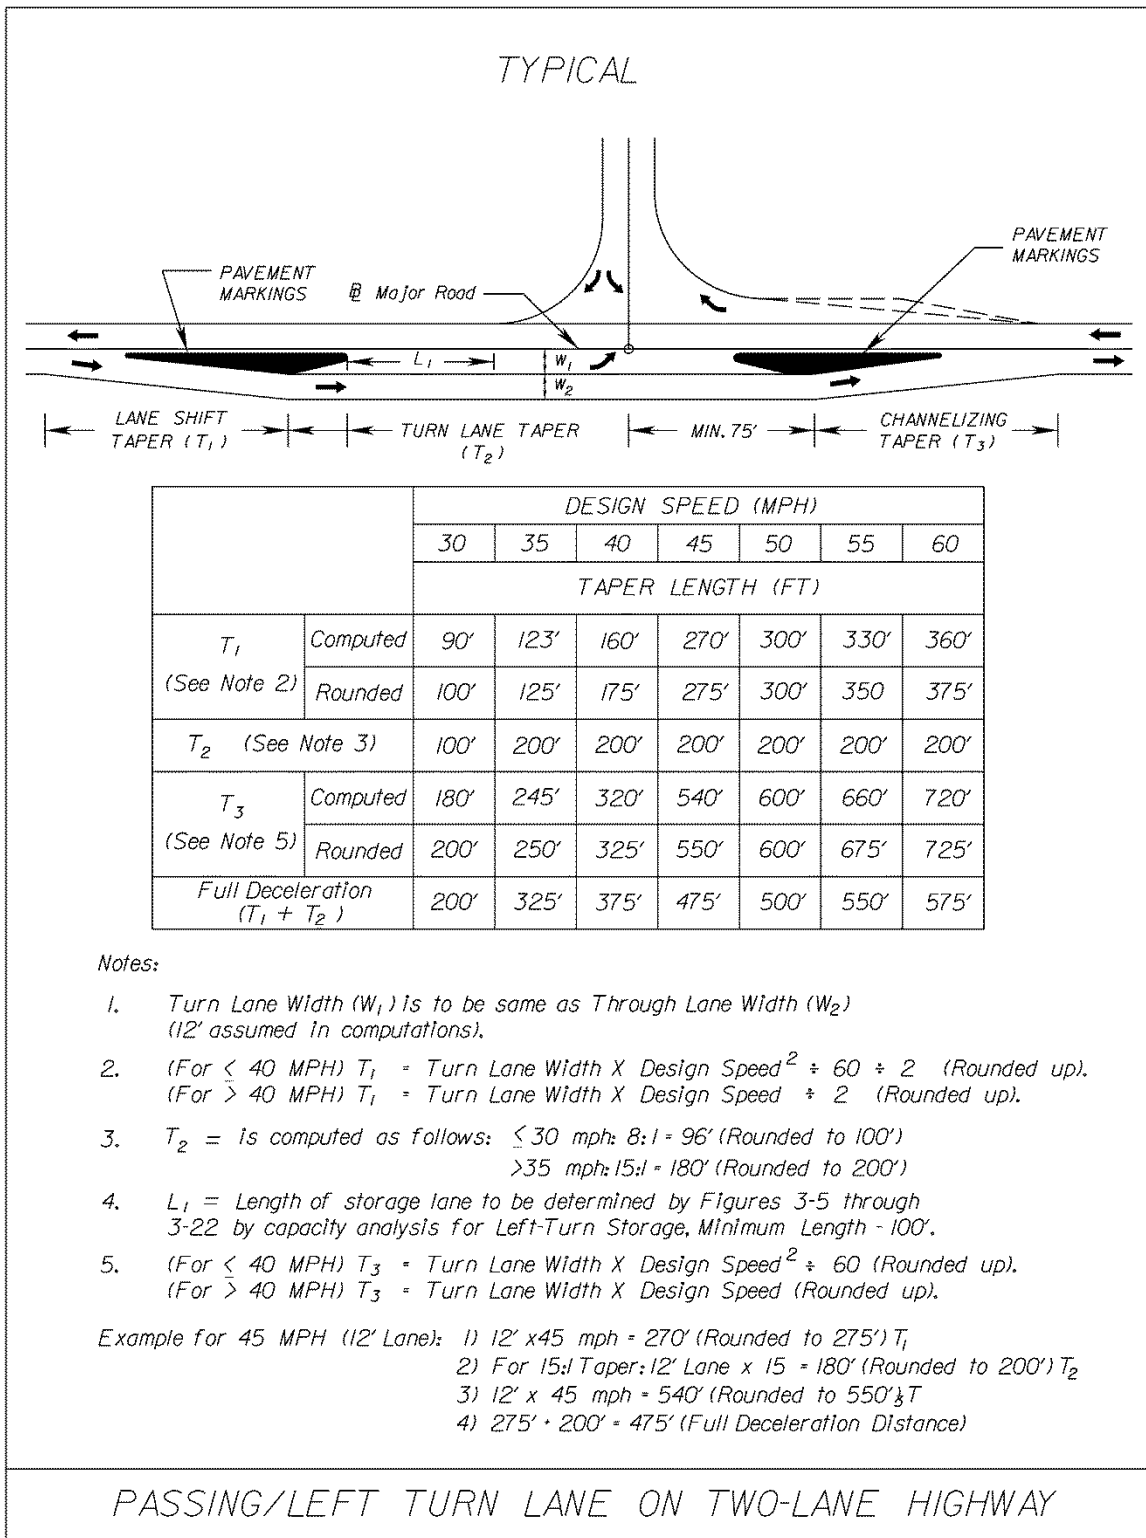 TYPICAL
PAVEMENT
MARKINGS
℄ Major Road
PAVEMENT
MARKINGS
L₁
W₁
W₂
LANE SHIFT
TAPER (T₁)
TURN LANE TAPER
(T₂)
MIN. 75'
CHANNELIZING
TAPER (T₃)
DESIGN SPEED (MPH)
30 35 40 45 50 55 60
TAPER LENGTH (FT)
T₁ (See Note 2) Computed 90' 123' 160' 270' 300' 330' 360'
Rounded 100' 125' 175' 275' 300' 350 375'
T₂ (See Note 3) 100' 200' 200' 200' 200' 200' 200'
T₃ (See Note 5) Computed 180' 245' 320' 540' 600' 660' 720'
Rounded 200' 250' 325' 550' 600' 675' 725'
Full Deceleration
(T₁ + T₂) 200' 325' 375' 475' 500' 550' 575'
Notes:
1. Turn Lane Width (W₁) is to be same as Through Lane Width (W₂)
(12' assumed in computations).
2. (For ≤ 40 MPH) T₁ = Turn Lane Width X Design Speed² ÷ 60 ÷ 2 (Rounded up).
(For > 40 MPH) T₁ = Turn Lane Width X Design Speed ÷ 2 (Rounded up).
3. T₂ = is computed as follows: ≤30 mph: 8:1 = 96' (Rounded to 100')
>35 mph: 15:1 = 180' (Rounded to 200')
4. L₁ = Length of storage lane to be determined by Figures 3-5 through
3-22 by capacity analysis for Left-Turn Storage, Minimum Length - 100'.
5. (For ≤ 40 MPH) T₃ = Turn Lane Width X Design Speed² ÷ 60 (Rounded up).
(For > 40 MPH) T₃ = Turn Lane Width X Design Speed (Rounded up).
Example for 45 MPH (12' Lane): 1) 12' x45 mph = 270' (Rounded to 275') T₁
2) For 15:1 Taper: 12' Lane x 15 = 180' (Rounded to 200') T₂
3) 12' x 45 mph = 540' (Rounded to 550') T
4) 275' + 200' = 475' (Full Deceleration Distance)
PASSING/LEFT TURN LANE ON TWO-LANE HIGHWAY